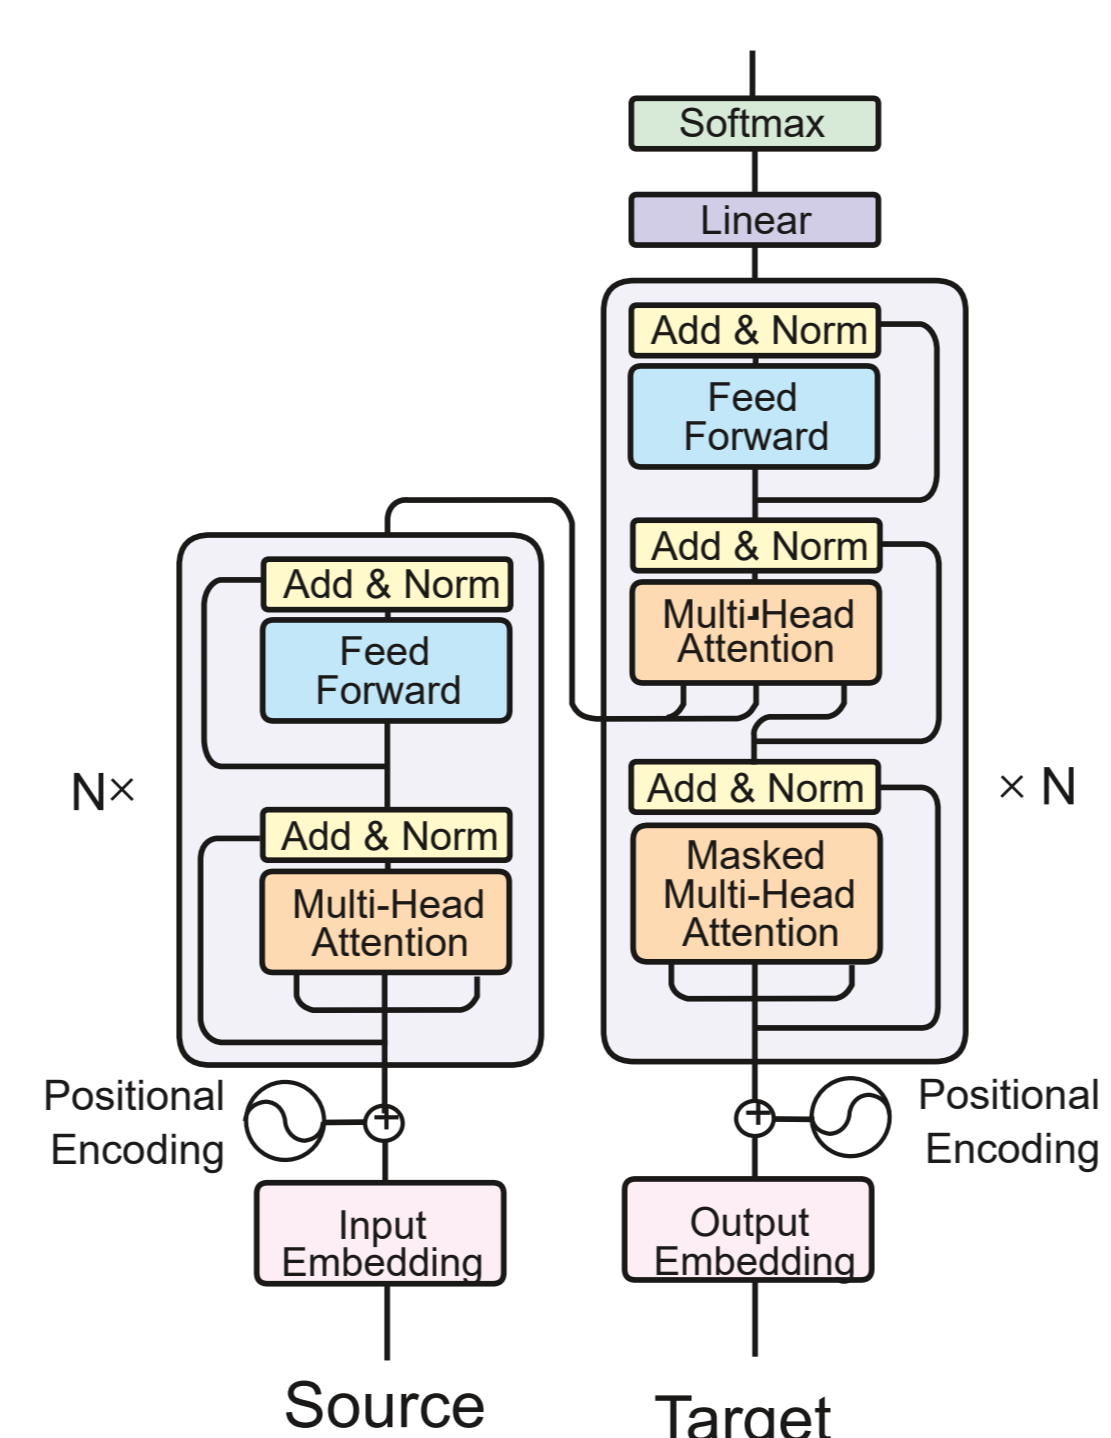 Softmax
Linear
Add & Norm
Feed
Forward
Add & Norm
Multi-Head
Attention
Add & Norm
Masked
Multi-Head
Attention
× N
Positional
Encoding
Output
Embedding
Target
Add & Norm
Feed
Forward
N×
Add & Norm
Multi-Head
Attention
Positional
Encoding
Input
Embedding
Source